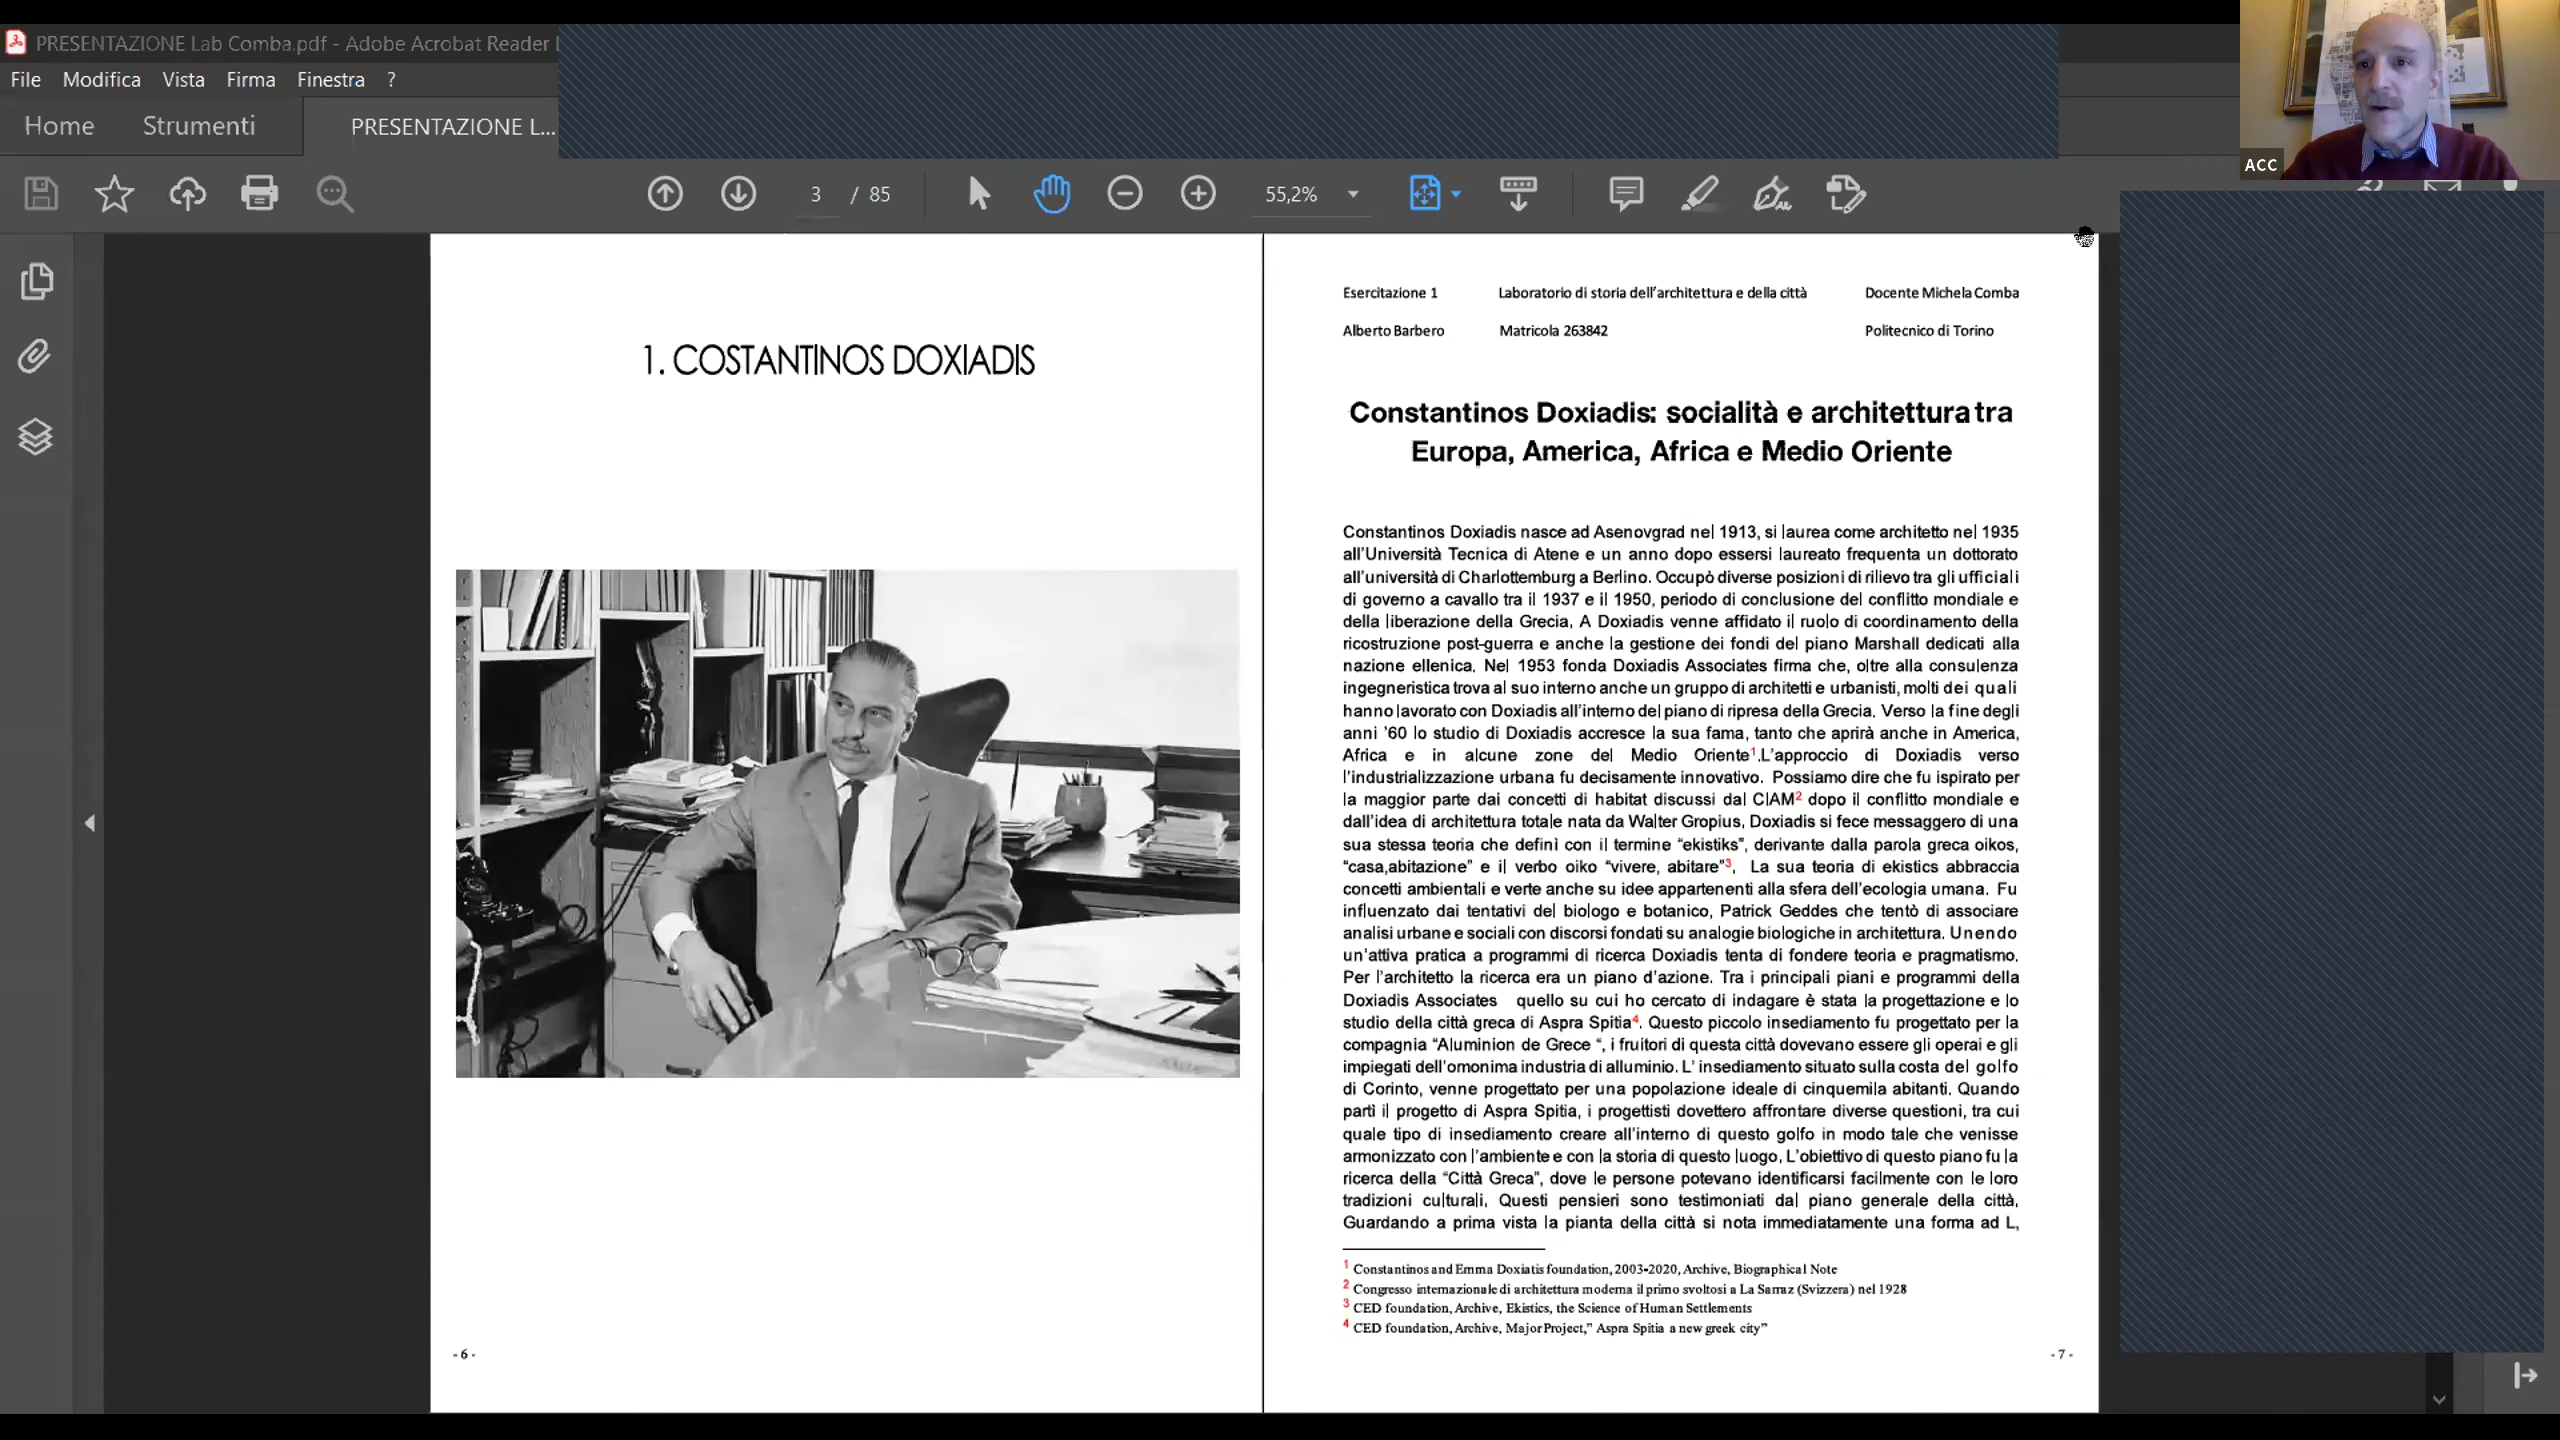 PRESENTAZIONE Lab Comba.pdf - Adobe Acrobat Reader
File Modifica Vista Firma Finestra ?
Home Strumenti PRESENTAZIONE L...
3 / 85 55,2%
ACC
1. COSTANTINOS DOXIADIS
- 6 -
Esercitazione 1 Laboratorio di storia dell'architettura e della città Docente Michela Comba
Alberto Barbero Matricola 263842 Politecnico di Torino
Constantinos Doxiadis: socialità e architettura tra
Europa, America, Africa e Medio Oriente
Constantinos Doxiadis nasce ad Asenovgrad nel 1913, si laurea come architetto nel 1935
all'Università Tecnica di Atene e un anno dopo essersi laureato frequenta un dottorato
all'università di Charlottemburg a Berlino. Occupò diverse posizioni di rilievo tra gli ufficiali
di governo a cavallo tra il 1937 e il 1950, periodo di conclusione del conflitto mondiale e
della liberazione della Grecia. A Doxiadis venne affidato il ruolo di coordinamento della
ricostruzione post-guerra e anche la gestione dei fondi del piano Marshall dedicati alla
nazione ellenica. Nel 1953 fonda Doxiadis Associates firma che, oltre alla consulenza
ingegneristica trova al suo interno anche un gruppo di architetti e urbanisti, molti dei quali
hanno lavorato con Doxiadis all'interno del piano di ripresa della Grecia. Verso la fine degli
anni '60 lo studio di Doxiadis accresce la sua fama, tanto che aprirà anche in America,
Africa e in alcune zone del Medio Oriente1.L'approccio di Doxiadis verso
l'industrializzazione urbana fu decisamente innovativo. Possiamo dire che fu ispirato per
la maggior parte dai concetti di habitat discussi dal CIAM2 dopo il conflitto mondiale e
dall'idea di architettura totale nata da Walter Gropius. Doxiadis si fece messaggero di una
sua stessa teoria che definì con il termine "ekistiks", derivante dalla parola greca oikos,
"casa,abitazione" e il verbo oiko "vivere, abitare"3. La sua teoria di ekistics abbraccia
concetti ambientali e verte anche su idee appartenenti alla sfera dell'ecologia umana. Fu
influenzato dai tentativi del biologo e botanico, Patrick Geddes che tentò di associare
analisi urbane e sociali con discorsi fondati su analogie biologiche in architettura. Unendo
un'attiva pratica a programmi di ricerca Doxiadis tenta di fondere teoria e pragmatismo.
Per l'architetto la ricerca era un piano d'azione. Tra i principali piani e programmi della
Doxiadis Associates quello su cui ho cercato di indagare è stata la progettazione e lo
studio della città greca di Aspra Spitia4. Questo piccolo insediamento fu progettato per la
compagnia "Aluminion de Grece ", i fruitori di questa città dovevano essere gli operai e gli
impiegati dell'omonima industria di alluminio. L' insediamento situato sulla costa del golfo
di Corinto, venne progettato per una popolazione ideale di cinquemila abitanti. Quando
partì il progetto di Aspra Spitia, i progettisti dovettero affrontare diverse questioni, tra cui
quale tipo di insediamento creare all'interno di questo golfo in modo tale che venisse
armonizzato con l'ambiente e con la storia di questo luogo. L'obiettivo di questo piano fu la
ricerca della "Città Greca", dove le persone potevano identificarsi facilmente con le loro
tradizioni culturali. Questi pensieri sono testimoniati dal piano generale della città.
Guardando a prima vista la pianta della città si nota immediatamente una forma ad L,
1 Constantinos and Emma Doxiatis foundation, 2003-2020, Archive, Biographical Note
2 Congresso internazionale di architettura moderna il primo svoltosi a La Sarraz (Svizzera) nel 1928
3 CED foundation, Archive, Ekistics, the Science of Human Settlements
4 CED foundation, Archive, Major Project," Aspra Spitia a new greek city"
- 7 -